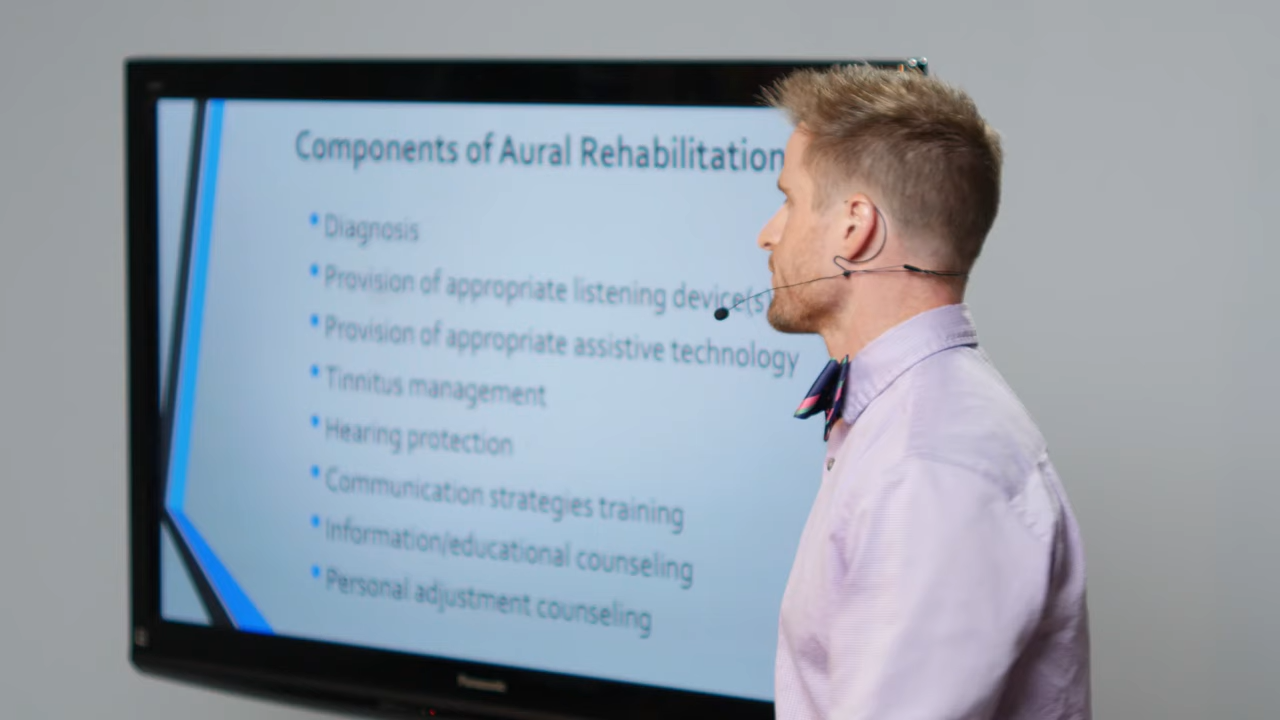 Components of Aural Rehabilitation
Diagnosis
Provision of appropriate listening device(s)
Provision of appropriate assistive technology
Tinnitus management
Hearing protection
Communication strategies training
Information/educational counseling
Personal adjustment counseling
Panasonic